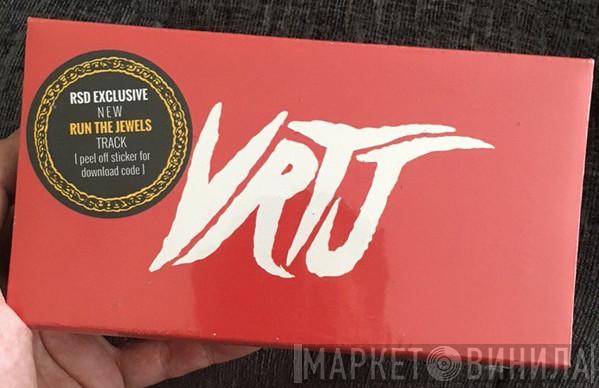 RSD EXCLUSIVE
NEW
RUN THE JEWELS
TRACK
[ peel off sticker for
download code ]
VRTJ
МАРКЕТ ВИНИЛА